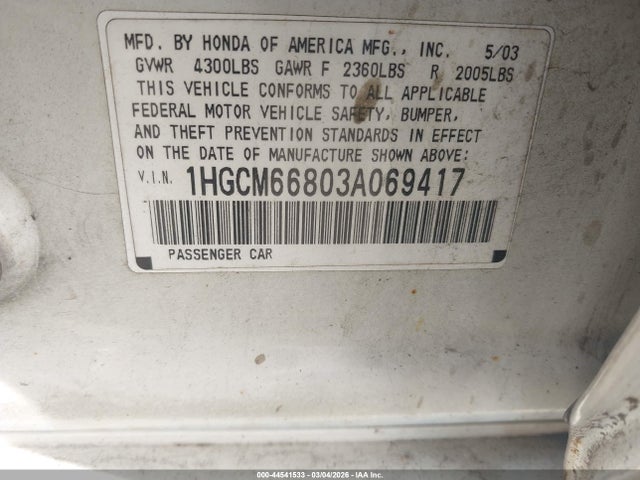 MFD. BY HONDA OF AMERICA MFG., INC. 5/03
GVWR 4300LBS GAWR F 2360LBS R 2005LBS
THIS VEHICLE CONFORMS TO ALL APPLICABLE
FEDERAL MOTOR VEHICLE SAFETY, BUMPER,
AND THEFT PREVENTION STANDARDS IN EFFECT
ON THE DATE OF MANUFACTURE SHOWN ABOVE:
V.I.N. 1HGCM66803A069417
PASSENGER CAR
000-44541533 - 03/04/2026 - IAA Inc.